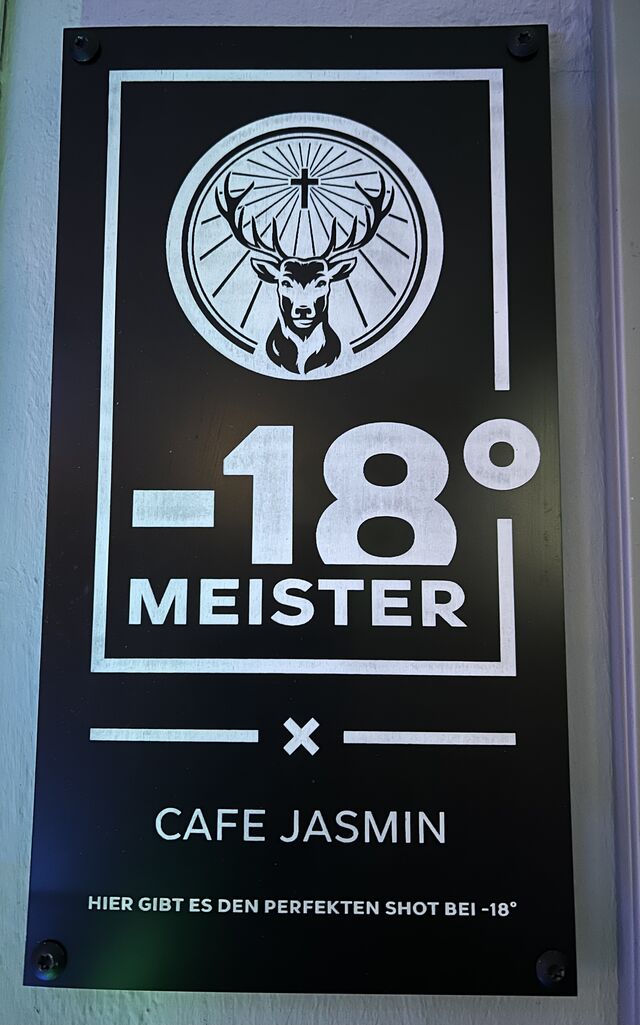 -18°
MEISTER
CAFE JASMIN
HIER GIBT ES DEN PERFEKTEN SHOT BEI -18°